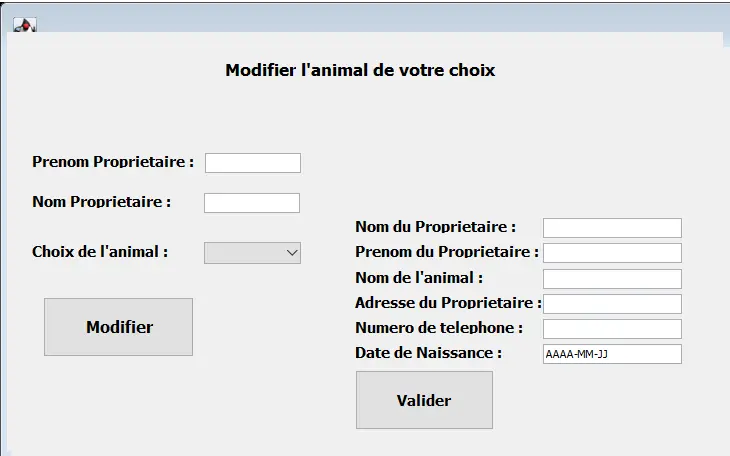 Modifier l'animal de votre choix
Prenom Proprietaire :
Nom Proprietaire :
Choix de l'animal :
Modifier
Nom du Proprietaire :
Prenom du Proprietaire :
Nom de l'animal :
Adresse du Proprietaire :
Numero de telephone :
Date de Naissance : AAAA-MM-JJ
Valider